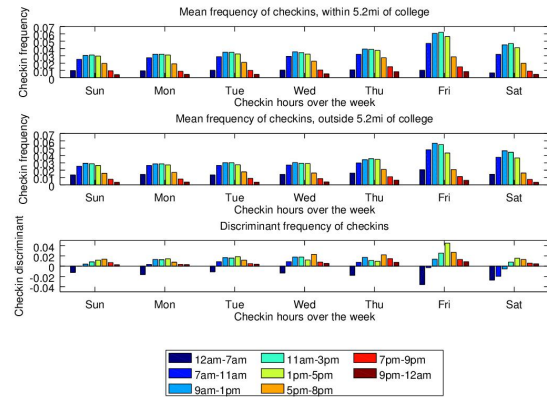 Mean frequency of checkins, within 5.2mi of college
Checkin frequency
0.07
0.06
0.05
0.04
0.03
0.02
0.01
0
Sun Mon Tue Wed Thu Fri Sat
Checkin hours over the week
Mean frequency of checkins, outside 5.2mi of college
Checkin frequency
0.07
0.06
0.05
0.04
0.03
0.02
0.01
0
Sun Mon Tue Wed Thu Fri Sat
Checkin hours over the week
Discriminant frequency of checkins
Checkin discriminant
0.04
0.02
0
-0.02
-0.04
Sun Mon Tue Wed Thu Fri Sat
Checkin hours over the week
12am-7am 11am-3pm 7pm-9pm
7am-11am 1pm-5pm 9pm-12am
9am-1pm 5pm-8pm